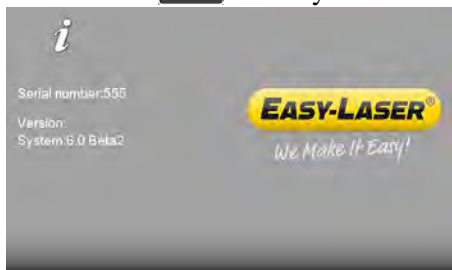 i
Serial number:555
Version:
System:6.0 Beta2
EASY-LASER®
We Make It Easy!